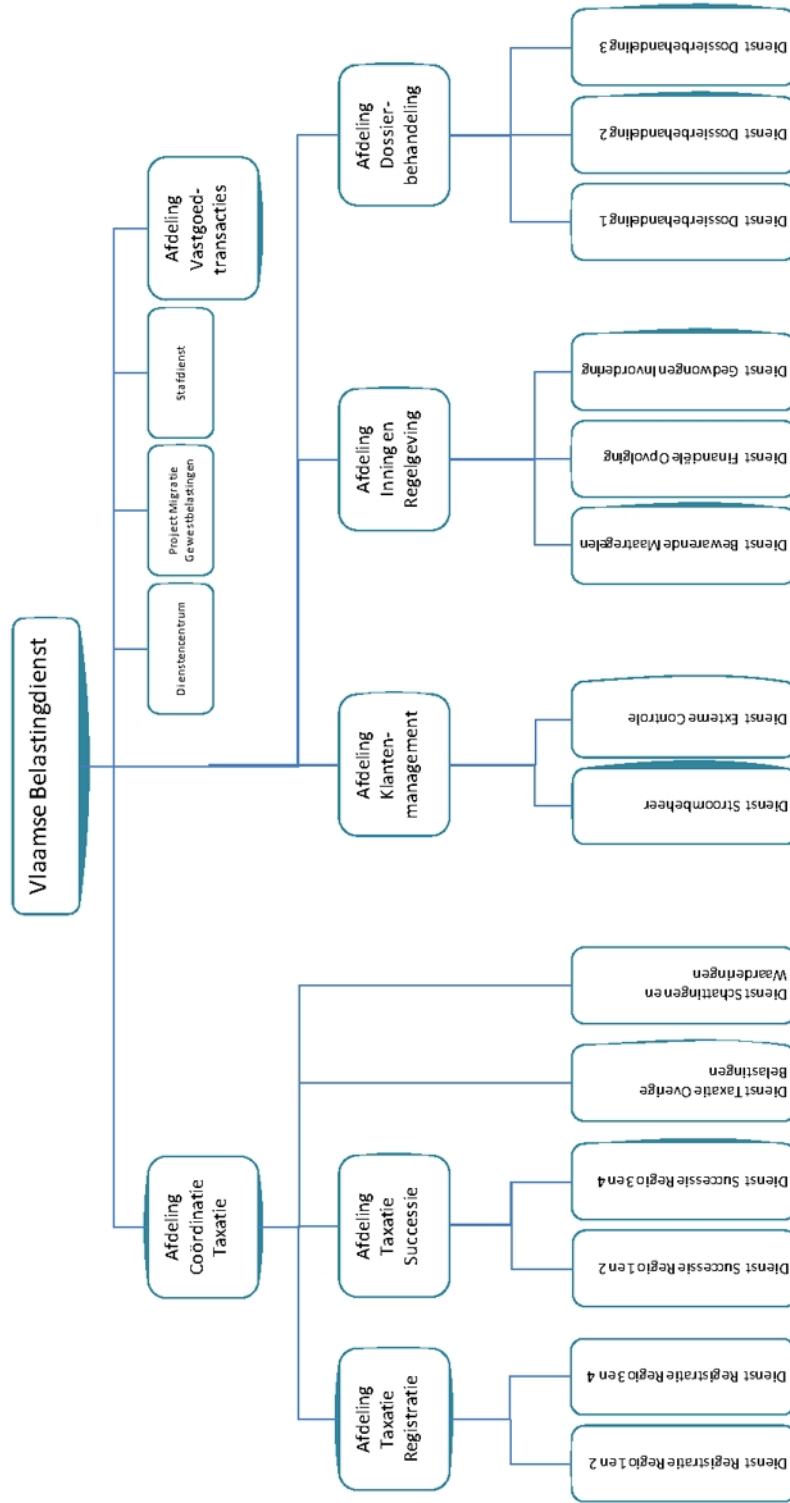 Vlaamse Belastingdienst
Afdeling
Coördinatie
Taxatie
Dienstencentrum
Project Migratie
Gewestbelastingen
Stafdienst
Afdeling
Vastgoed-
transacties
Afdeling
Taxatie
Registratie
Afdeling
Taxatie
Successie
Afdeling
Klanten-
management
Afdeling
Inning en
Regelgeving
Afdeling
Dossier-
behandeling
Dienst Registratie Regio 1 en 2
Dienst Registratie Regio 3 en 4
Dienst Successie Regio 1 en 2
Dienst Successie Regio 3 en 4
Dienst Taxatie Overige
Belastingen
Dienst Schattingen en
Waarderingen
Dienst Stroombeheer
Dienst Externe Controle
Dienst Bewarende Maatregelen
Dienst Financiële Opvolging
Dienst Gedwongen Invordering
Dienst Dossierbehandeling 1
Dienst Dossierbehandeling 2
Dienst Dossierbehandeling 3